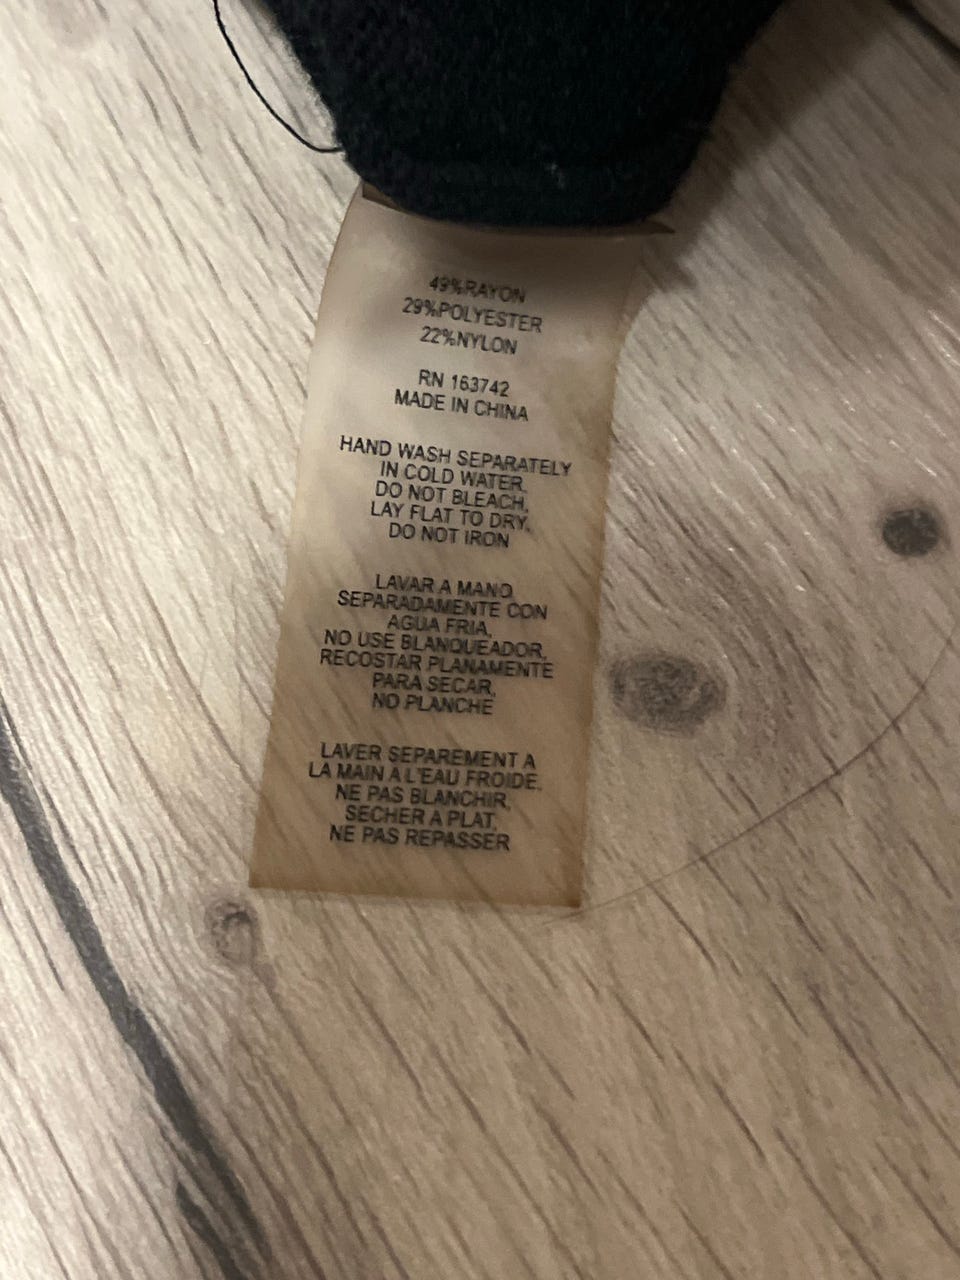 49%RAYON
29%POLYESTER
22%NYLON
RN 163742
MADE IN CHINA
HAND WASH SEPARATELY
IN COLD WATER.
DO NOT BLEACH,
LAY FLAT TO DRY,
DO NOT IRON
LAVAR A MANO
SEPARADAMENTE CON
AGUA FRIA,
NO USE BLANQUEADOR,
RECOSTAR PLANAMENTE
PARA SECAR,
NO PLANCHE
LAVER SEPAREMENT A
LA MAIN A L'EAU FROIDE,
NE PAS BLANCHIR,
SECHER A PLAT,
NE PAS REPASSER